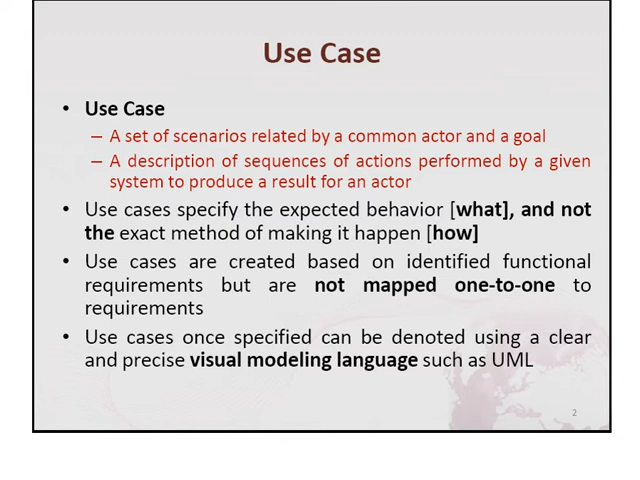 Use Case
• Use Case
– A set of scenarios related by a common actor and a goal
– A description of sequences of actions performed by a given
system to produce a result for an actor
• Use cases specify the expected behavior [what], and not
the exact method of making it happen [how]
• Use cases are created based on identified functional
requirements but are not mapped one-to-one to
requirements
• Use cases once specified can be denoted using a clear
and precise visual modeling language such as UML
2